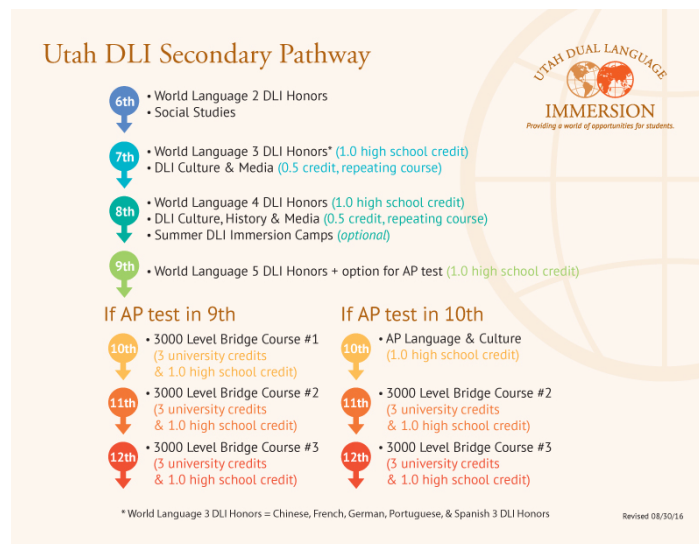 Utah DLI Secondary Pathway
UTAH DUAL LANGUAGE
IMMERSION
Providing a world of opportunities for students.
6th
• World Language 2 DLI Honors
• Social Studies
7th
• World Language 3 DLI Honors* (1.0 high school credit)
• DLI Culture & Media (0.5 credit, repeating course)
8th
• World Language 4 DLI Honors (1.0 high school credit)
• DLI Culture, History & Media (0.5 credit, repeating course)
• Summer DLI Immersion Camps (optional)
9th
• World Language 5 DLI Honors + option for AP test (1.0 high school credit)
If AP test in 9th
10th
• 3000 Level Bridge Course #1
(3 university credits
& 1.0 high school credit)
11th
• 3000 Level Bridge Course #2
(3 university credits
& 1.0 high school credit)
12th
• 3000 Level Bridge Course #3
(3 university credits
& 1.0 high school credit)
If AP test in 10th
10th
• AP Language & Culture
(1.0 high school credit)
11th
• 3000 Level Bridge Course #2
(3 university credits
& 1.0 high school credit)
12th
• 3000 Level Bridge Course #3
(3 university credits
& 1.0 high school credit)
* World Language 3 DLI Honors = Chinese, French, German, Portuguese, & Spanish 3 DLI Honors
Revised 08/30/16